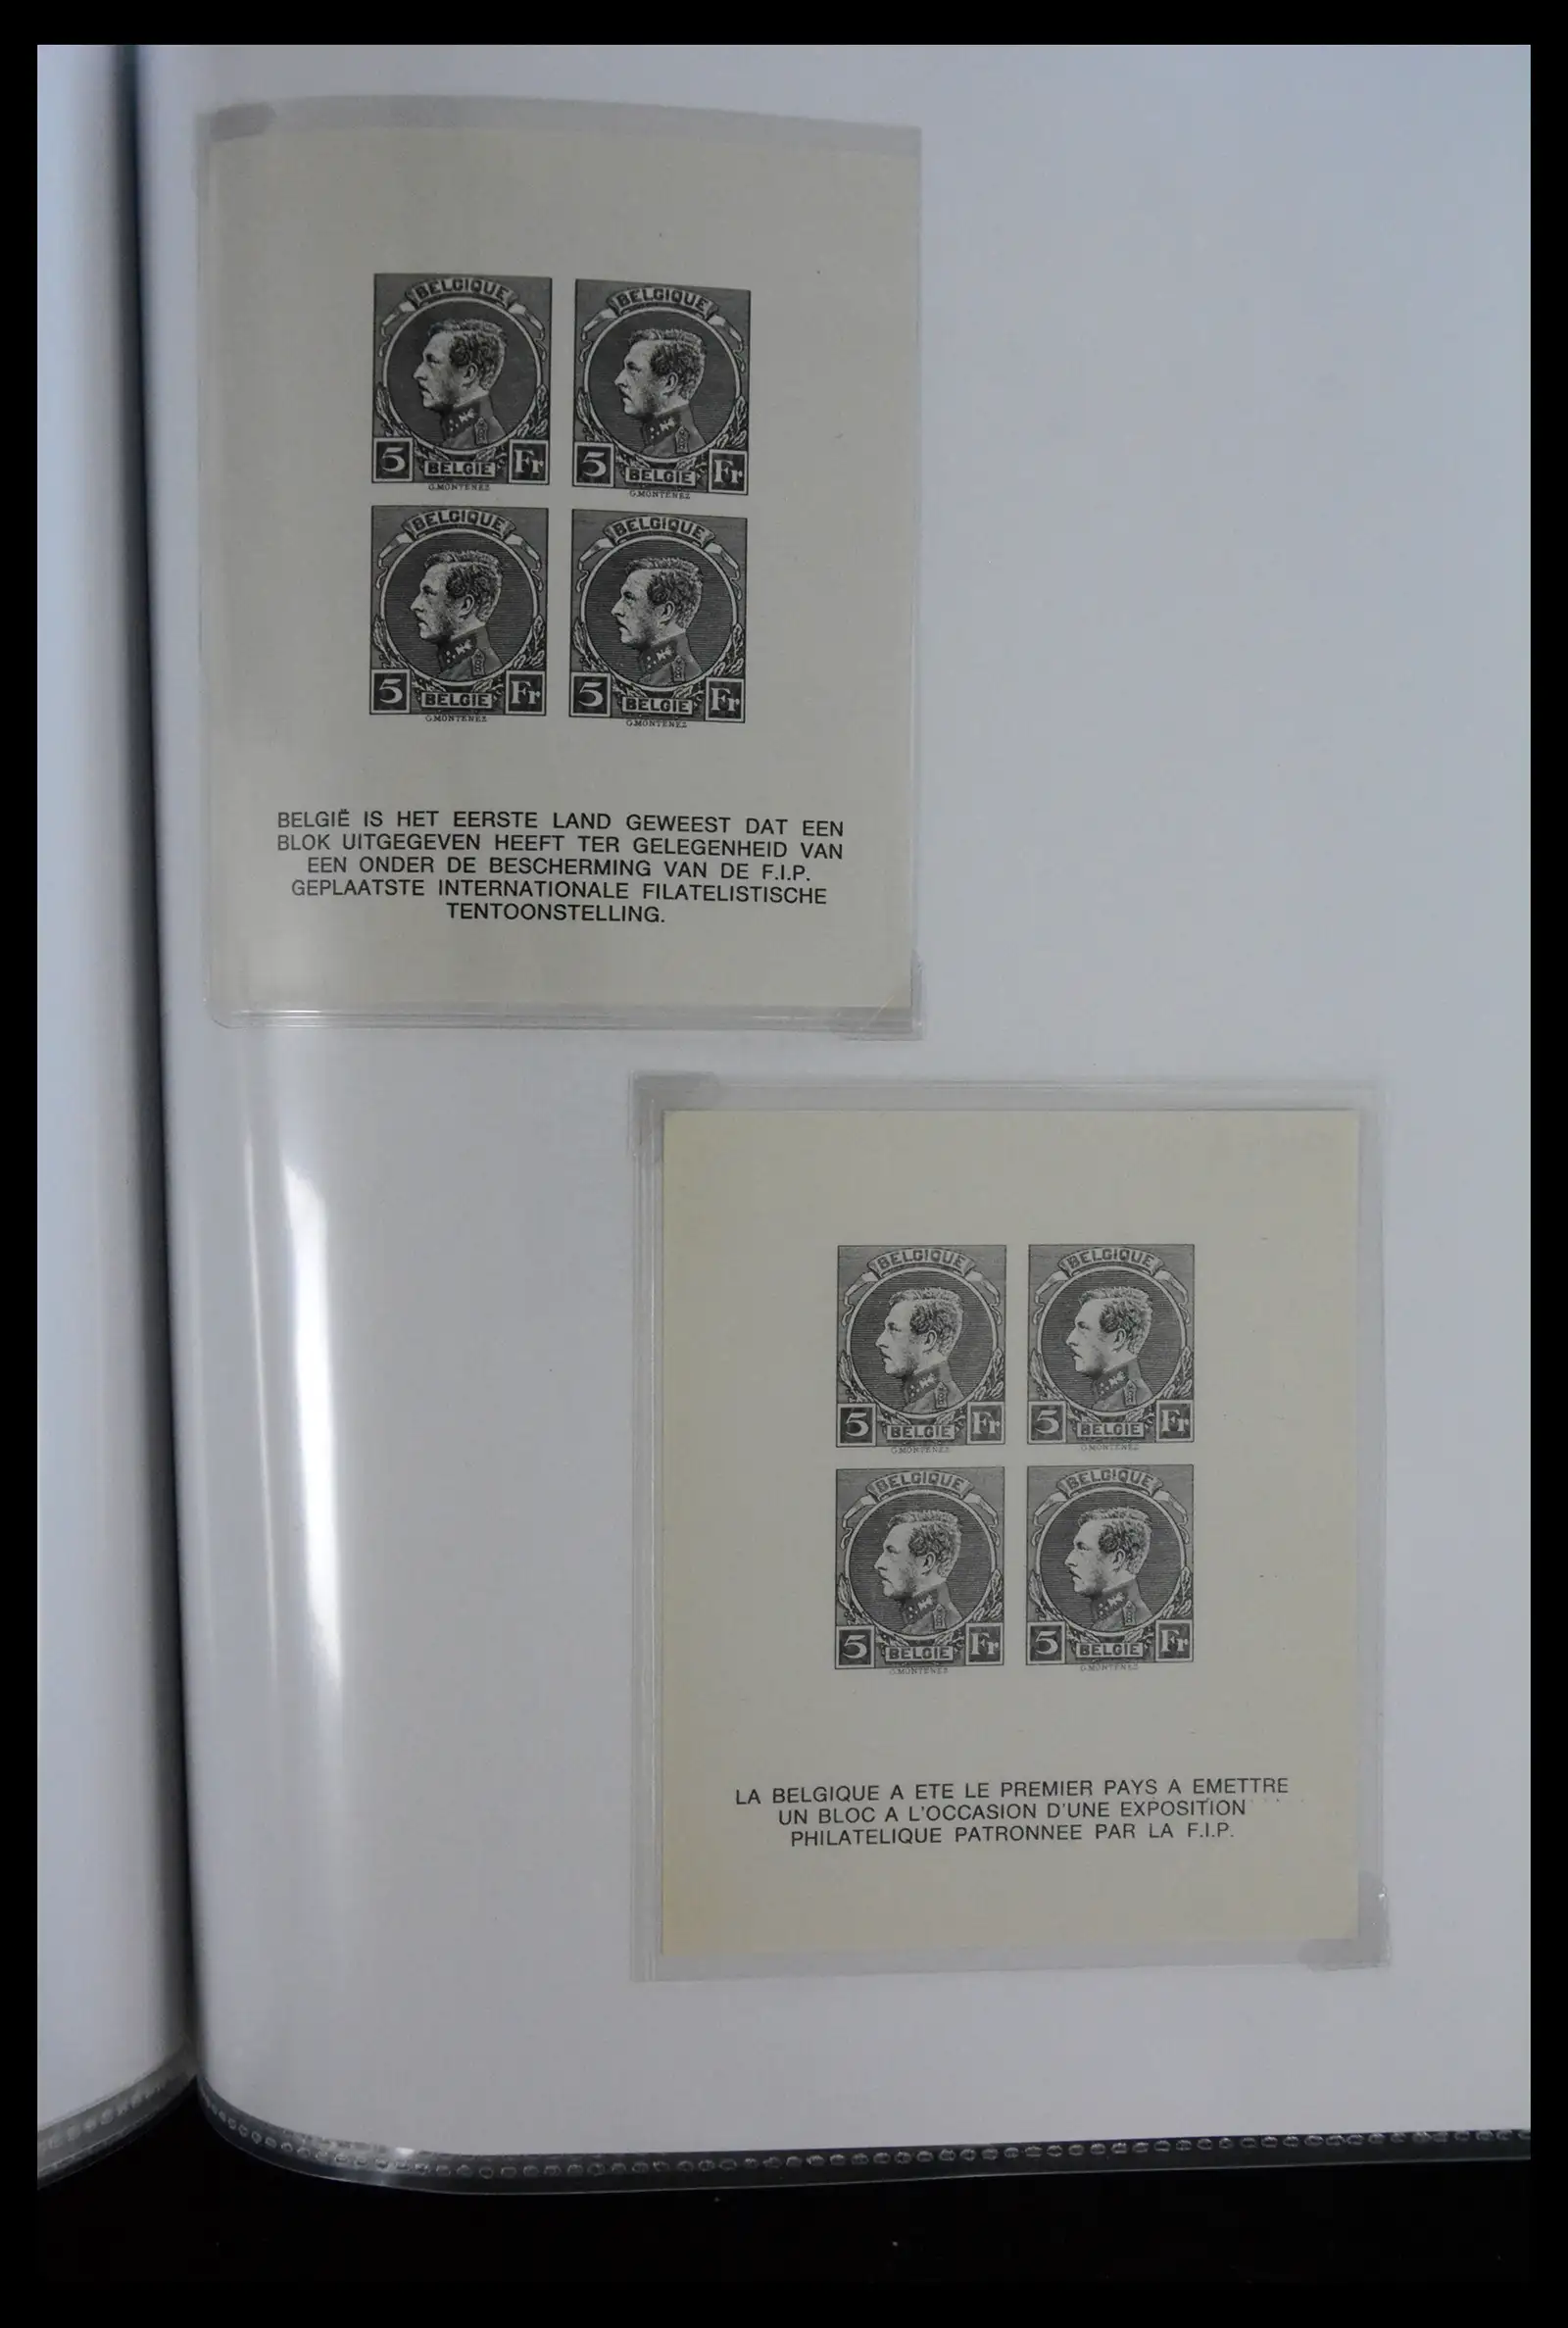 BELGIQUE BELGIQUE
5 BELGIE Fr 5 BELGIE Fr
G.MONTENEZ G.MONTENEZ
BELGIQUE BELGIQUE
5 BELGIE Fr 5 BELGIE Fr
G.MONTENEZ G.MONTENEZ
BELGIË IS HET EERSTE LAND GEWEEST DAT EEN
BLOK UITGEGEVEN HEEFT TER GELEGENHEID VAN
EEN ONDER DE BESCHERMING VAN DE F.I.P.
GEPLAATSTE INTERNATIONALE FILATELISTISCHE
TENTOONSTELLING.
BELGIQUE BELGIQUE
5 BELGIE Fr 5 BELGIE Fr
G.MONTENEZ G.MONTENEZ
BELGIQUE BELGIQUE
5 BELGIE Fr 5 BELGIE Fr
G.MONTENEZ G.MONTENEZ
LA BELGIQUE A ETE LE PREMIER PAYS A EMETTRE
UN BLOC A L'OCCASION D'UNE EXPOSITION
PHILATELIQUE PATRONNEE PAR LA F.I.P.